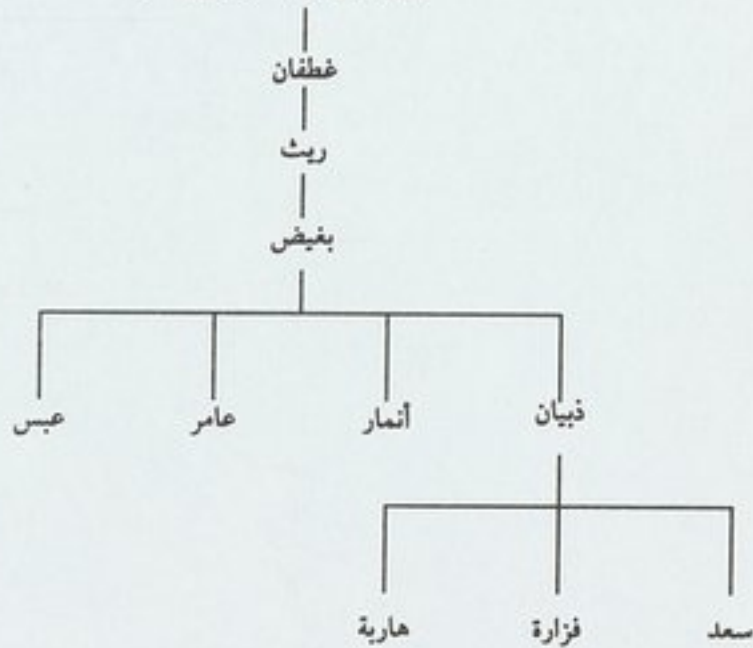 غطفان
ريث
بغيض
ذبيان أنمار عامر عبس
سعد فزارة هاربة